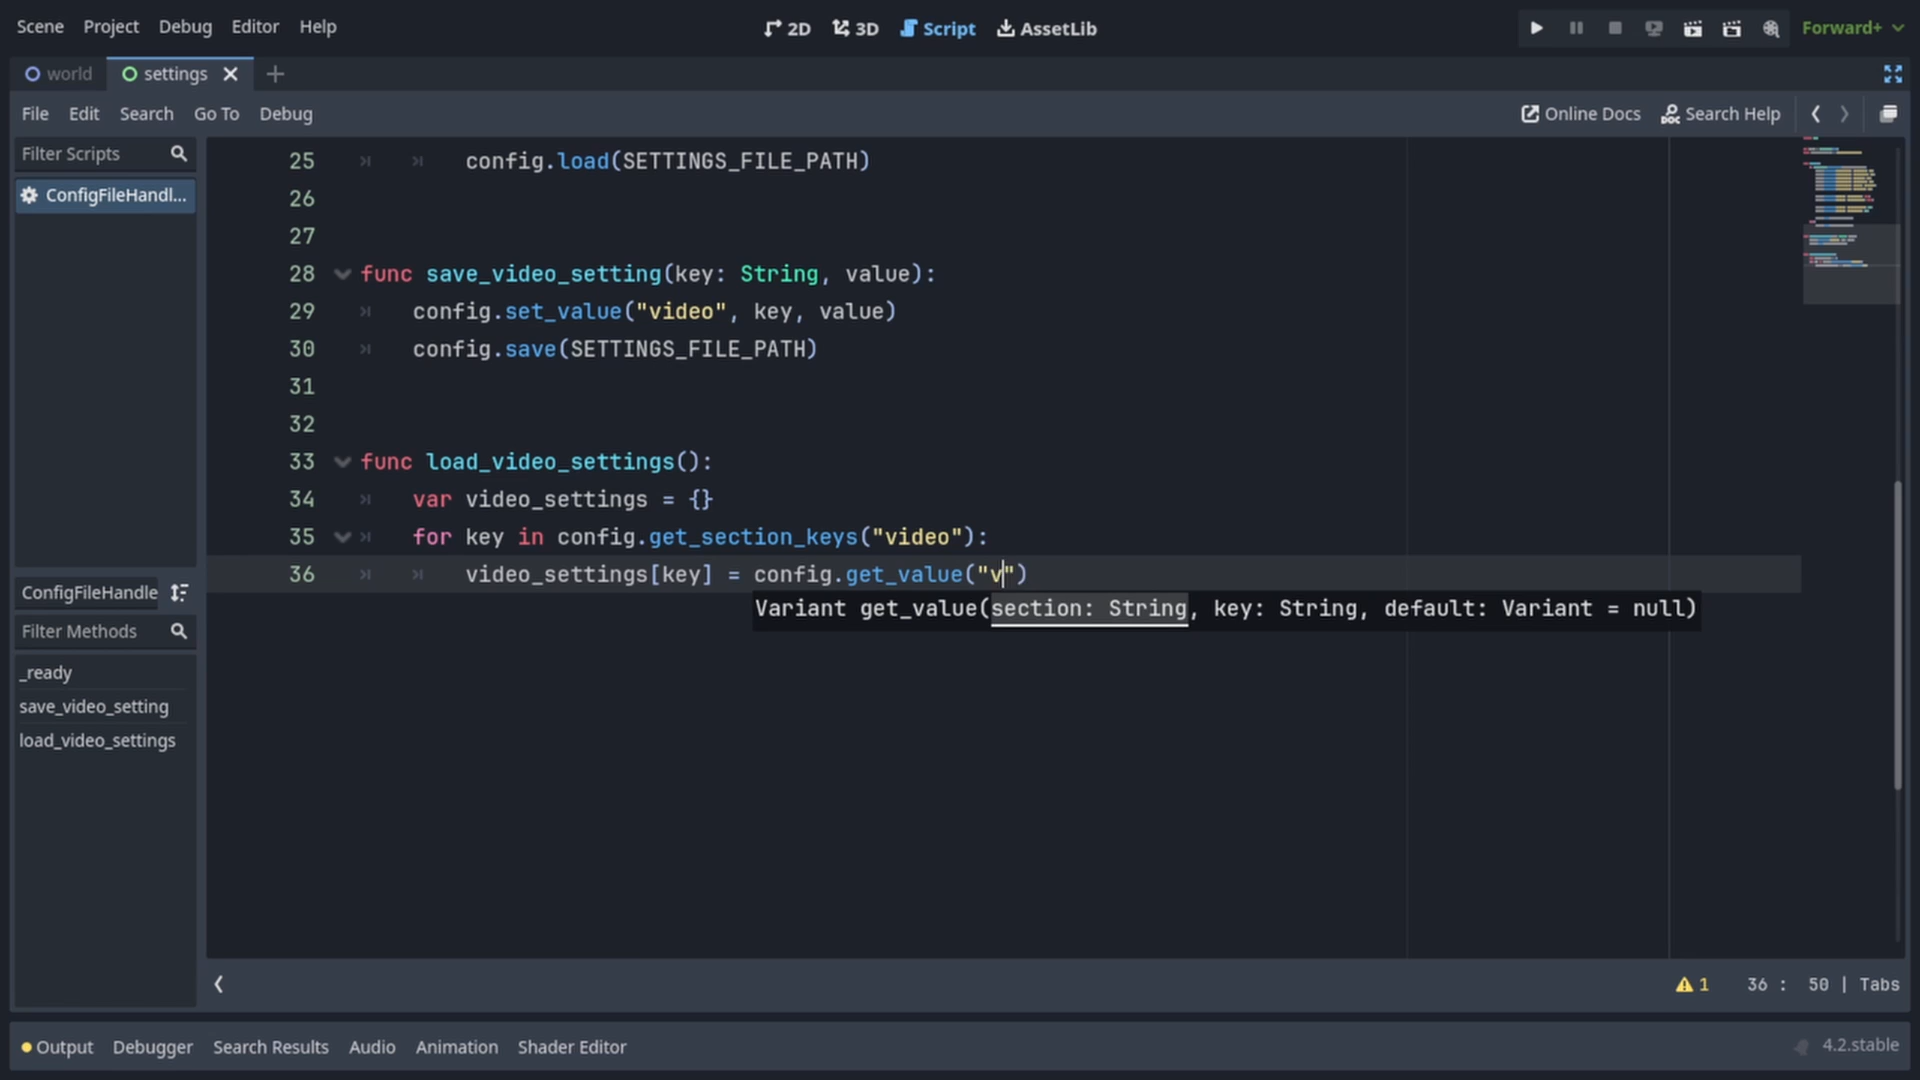 Scene Project Debug Editor Help
2D 3D Script AssetLib
Forward+
world settings
File Edit Search Go To Debug
Online Docs Search Help
Filter Scripts
ConfigFileHandl...
25 config.load(SETTINGS_FILE_PATH)
26
27
28 func save_video_setting(key: String, value):
29 config.set_value("video", key, value)
30 config.save(SETTINGS_FILE_PATH)
31
32
33 func load_video_settings():
34 var video_settings = {}
35 for key in config.get_section_keys("video"):
36 video_settings[key] = config.get_value("v")
Variant get_value(section: String, key: String, default: Variant = null)
ConfigFileHandle
Filter Methods
_ready
save_video_setting
load_video_settings
1 36 : 50 | Tabs
Output Debugger Search Results Audio Animation Shader Editor
4.2.stable